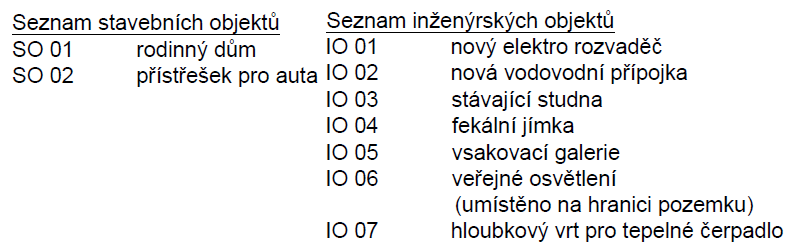 Seznam stavebních objektů
SO 01 rodinný dům
SO 02 přístřešek pro auta
Seznam inženýrských objektů
IO 01 nový elektro rozvaděč
IO 02 nová vodovodní přípojka
IO 03 stávající studna
IO 04 fekální jímka
IO 05 vsakovací galerie
IO 06 veřejné osvětlení
(umístěno na hranici pozemku)
IO 07 hloubkový vrt pro tepelné čerpadlo